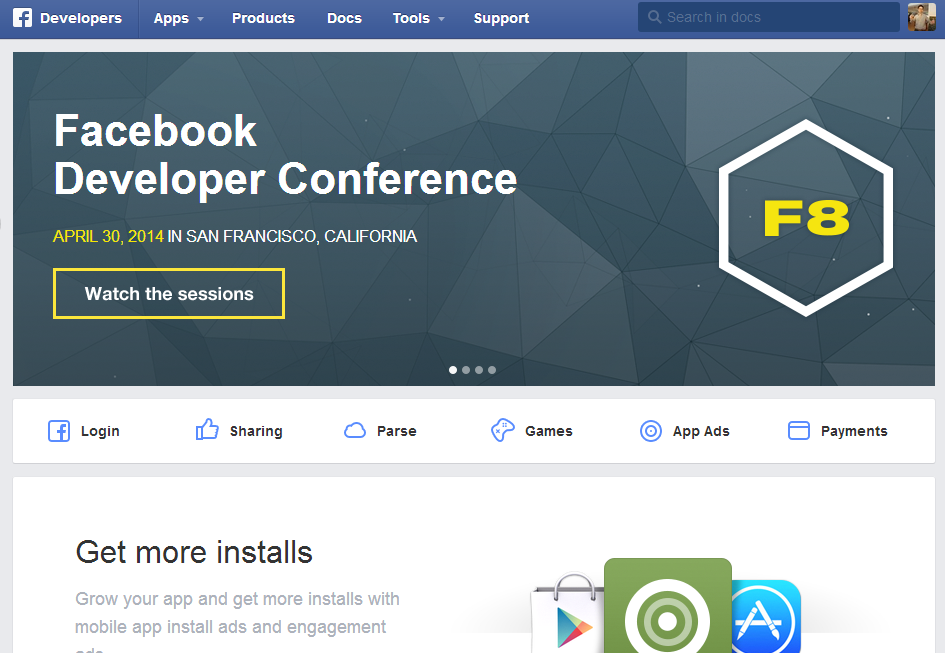 Developers Apps Products Docs Tools Support Search in docs
Facebook
Developer Conference
APRIL 30, 2014 IN SAN FRANCISCO, CALIFORNIA
Watch the sessions
F8
Login Sharing Parse Games App Ads Payments
Get more installs
Grow your app and get more installs with
mobile app install ads and engagement